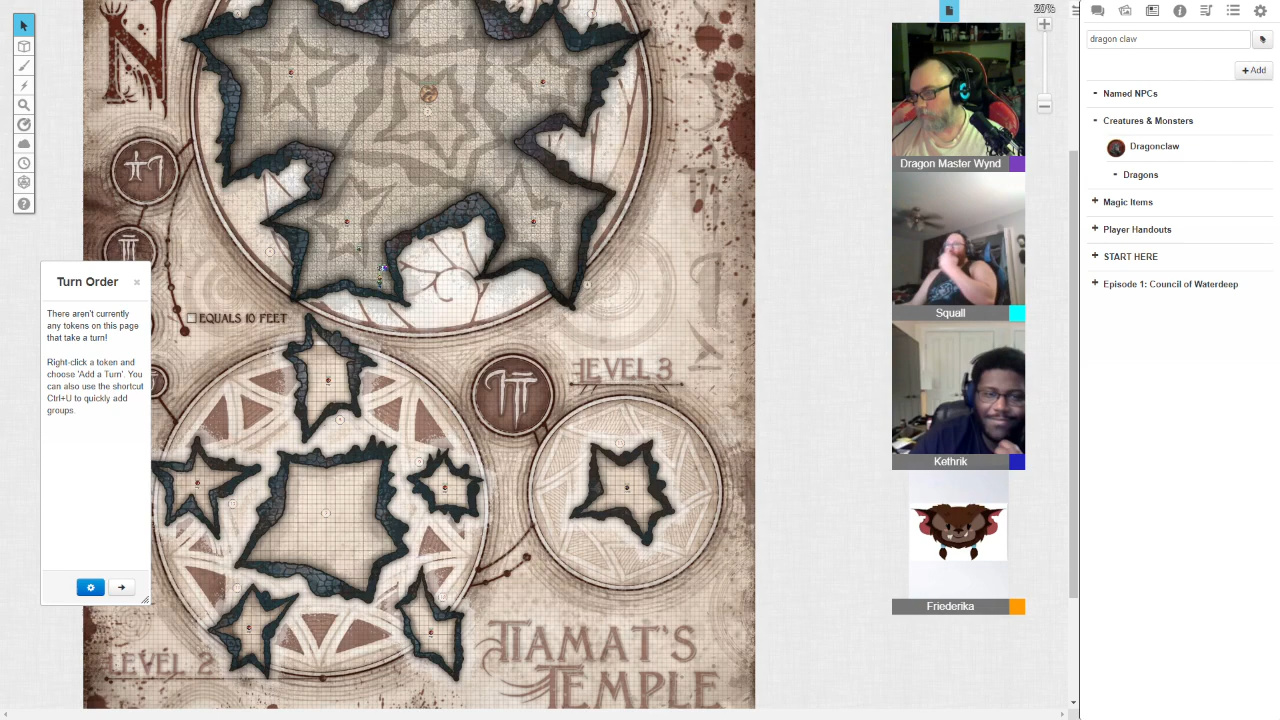 N
20%
dragon claw
+ Add
- Named NPCs
- Creatures & Monsters
Dragonclaw
- Dragons
+ Magic Items
+ Player Handouts
+ START HERE
+ Episode 1: Council of Waterdeep
Dragon Master Wynd
Squall
Kethrik
Friederika
Turn Order ×
There aren't currently
any tokens on this page
that take a turn!
Right-click a token and
choose 'Add a Turn'. You
can also use the shortcut
Ctrl+U to quickly add
groups.
EQUALS 10 FEET
LEVEL 3
LEVEL 2
TIAMAT'S
TEMPLE